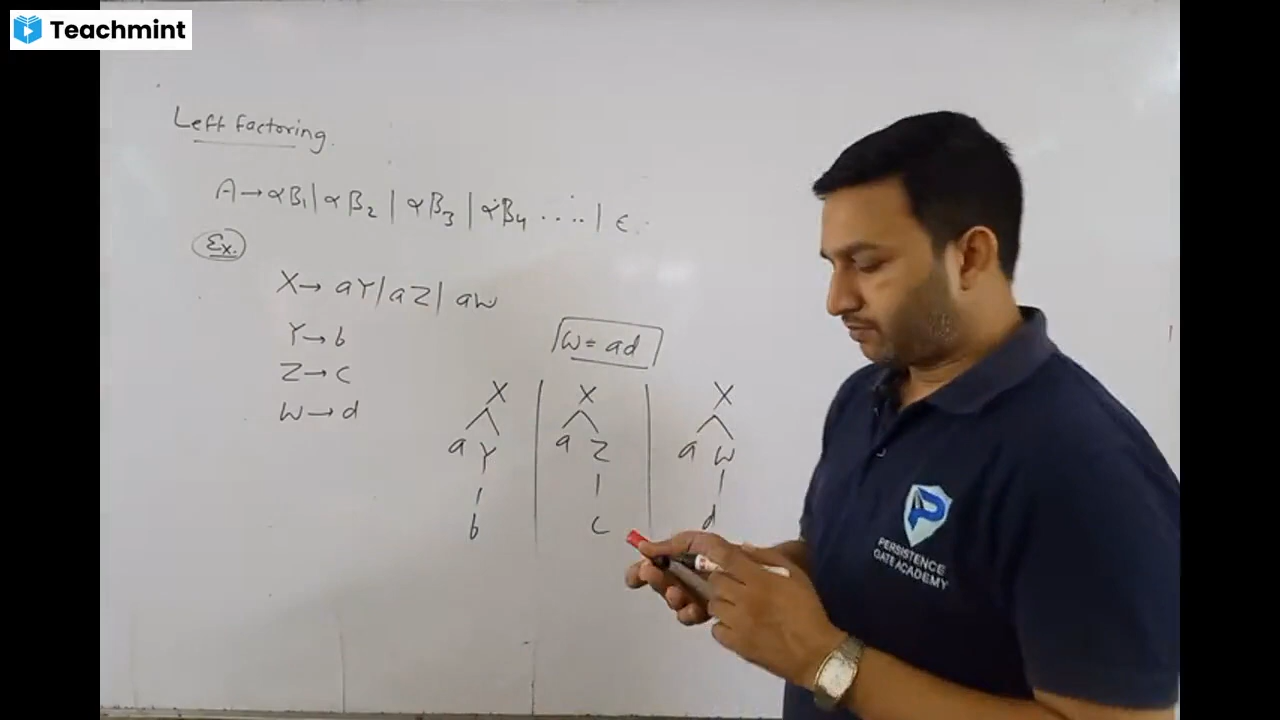 Teachmint
Left factoring
A → αβ₁ | αβ₂ | αβ₃ | αβ₄ ..... | ε
Ex.
X → aY | aZ | aW
Y → b
Z → c
W → d
W = ad
X | X | X
a Y | a Z | a W
b | c | d
PERSISTENCE
GATE ACADEMY